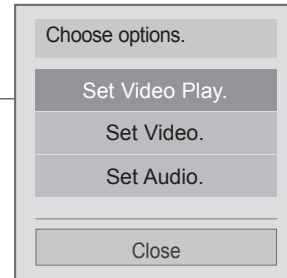 Choose options.
Set Video Play.
Set Video.
Set Audio.
Close